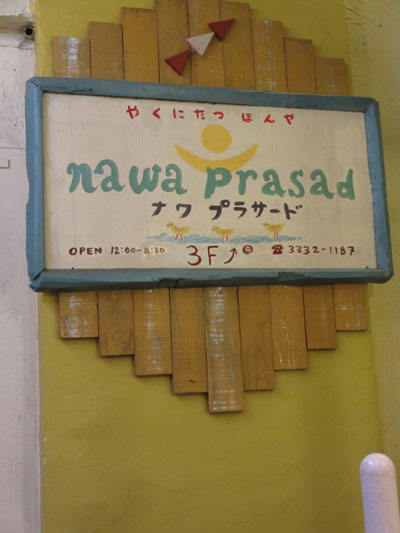 やくにたつ ほんや
nawa prasad
ナワ プラサード
OPEN 12:00-8:30 3F ☎3332-1187